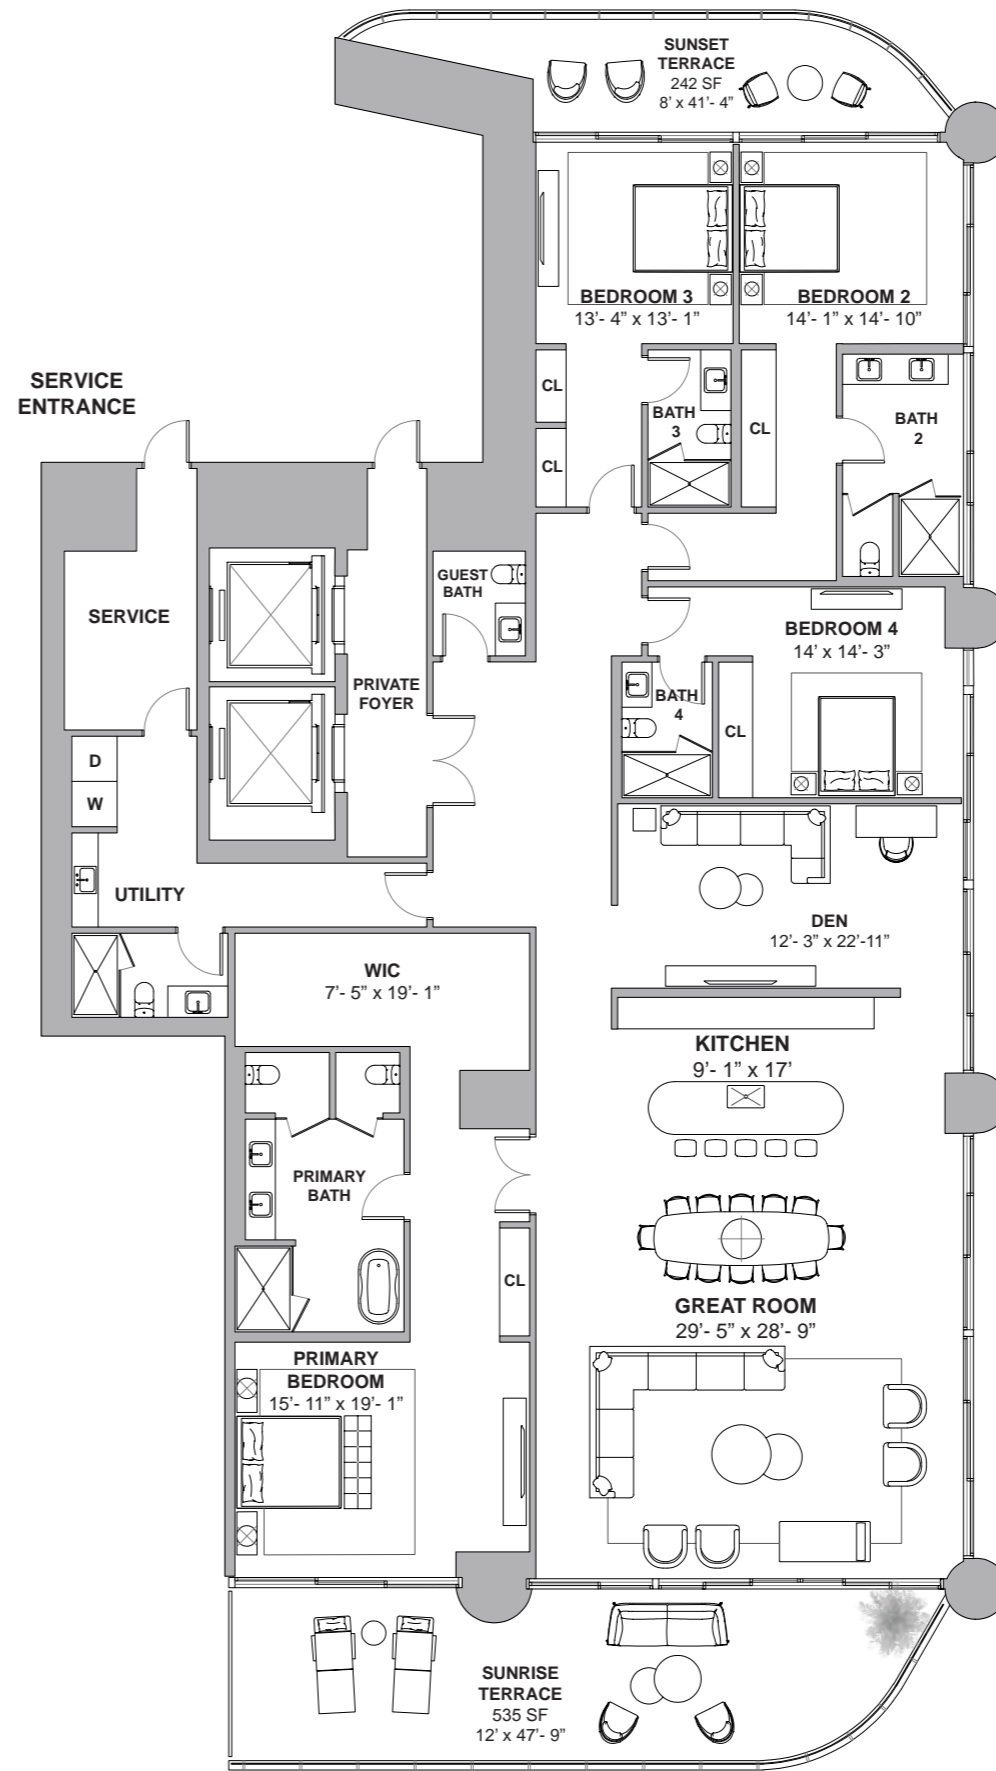 SUNSET
TERRACE
242 SF
8’ x 41’- 4”
BEDROOM 3
13’- 4” x 13’- 1”
BEDROOM 2
14’- 1” x 14’- 10”
SERVICE
ENTRANCE
CL
BATH
3
CL
BATH
2
CL
GUEST
BATH
SERVICE
BEDROOM 4
14’ x 14’- 3”
PRIVATE
FOYER
BATH
4
CL
D
W
UTILITY
DEN
12’- 3” x 22’-11”
WIC
7’- 5” x 19’- 1”
KITCHEN
9’- 1” x 17’
PRIMARY
BATH
CL
GREAT ROOM
29’- 5” x 28’- 9”
PRIMARY
BEDROOM
15’- 11” x 19’- 1”
SUNRISE
TERRACE
535 SF
12’ x 47’- 9”